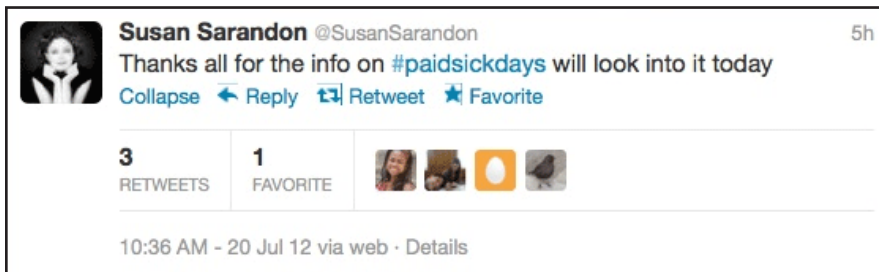 Susan Sarandon @SusanSarandon 5h
Thanks all for the info on #paidsickdays will look into it today
Collapse Reply Retweet Favorite
3 1
RETWEETS FAVORITE
10:36 AM - 20 Jul 12 via web · Details